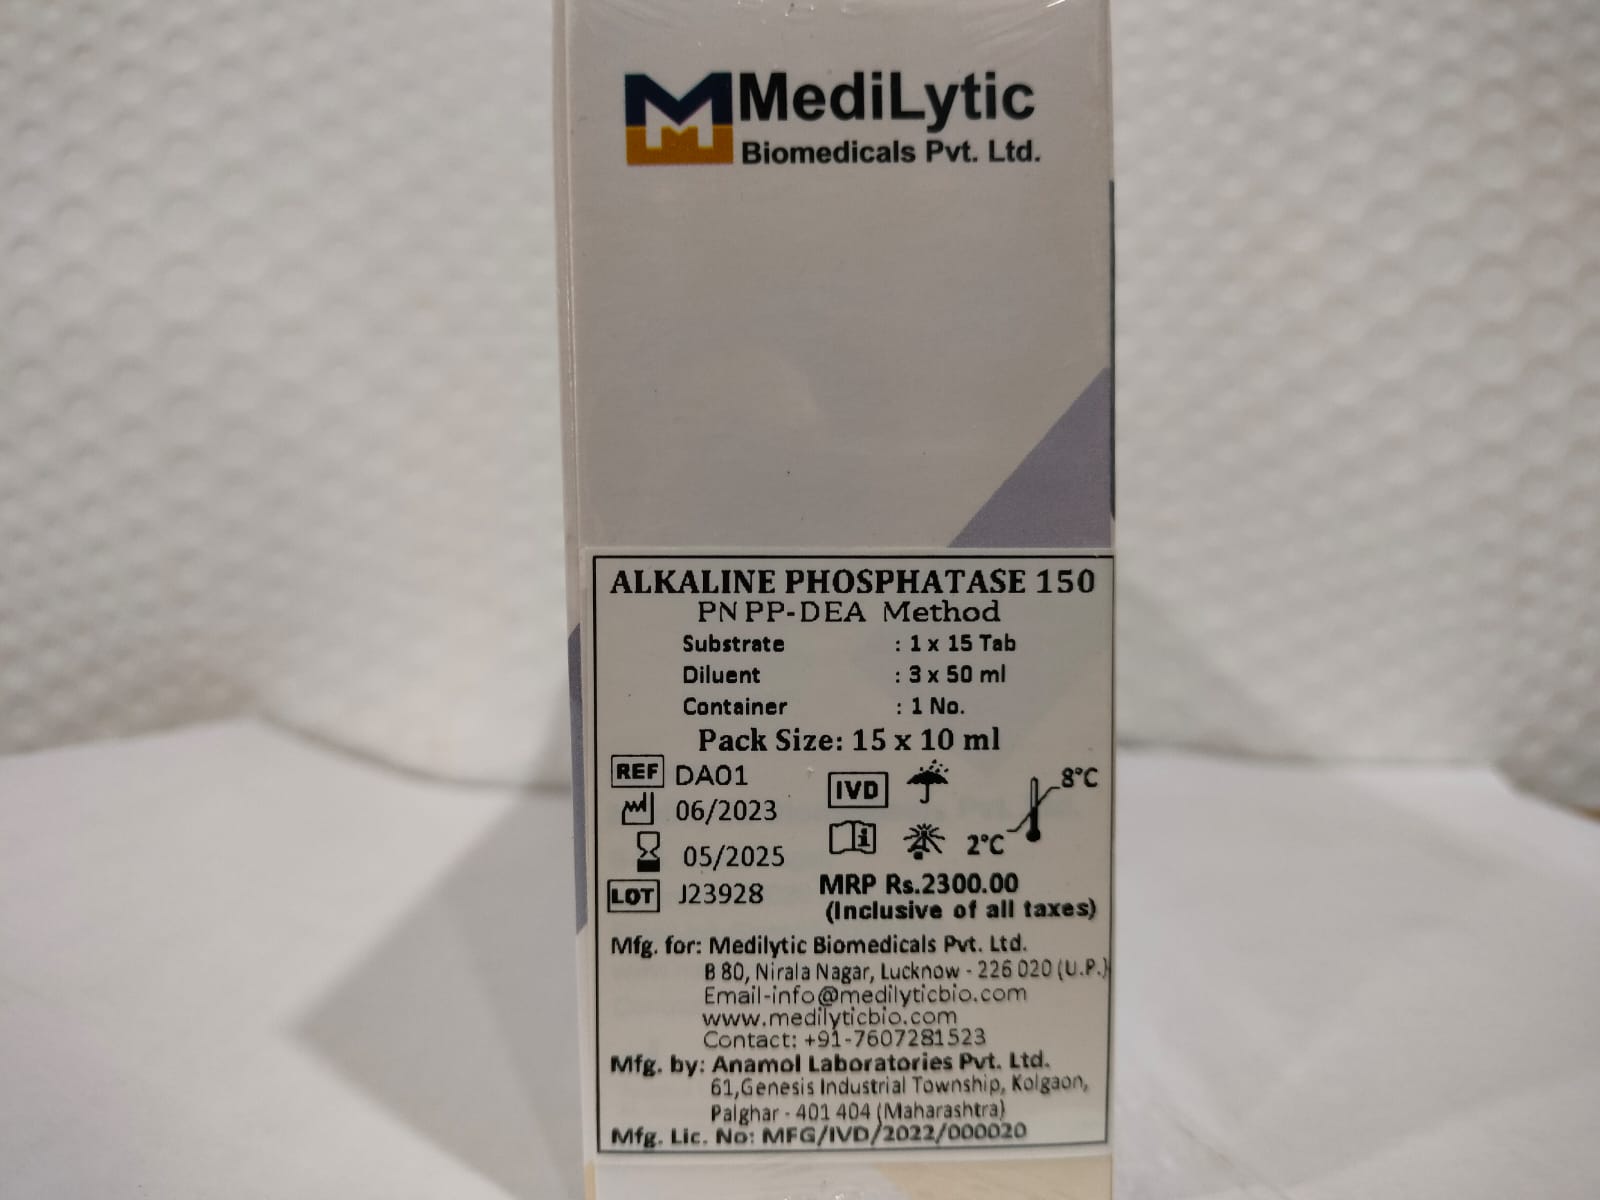 MediLytic
Biomedicals Pvt. Ltd.
ALKALINE PHOSPHATASE 150
PNPP-DEA Method
Substrate : 1 x 15 Tab
Diluent : 3 x 50 ml
Container : 1 No.
Pack Size: 15 x 10 ml
REF DA01
06/2023
05/2025
LOT J23928
IVD
8°C
2°C
MRP Rs.2300.00
(Inclusive of all taxes)
Mfg. for: Medilytic Biomedicals Pvt. Ltd.
B 80, Nirala Nagar, Lucknow - 226 020 (U.P.)
Email-info@medilyticbio.com
www.medilyticbio.com
Contact: +91-7607281523
Mfg. by: Anamol Laboratories Pvt. Ltd.
61,Genesis Industrial Township, Kolgaon,
Palghar - 401 404 (Maharashtra)
Mfg. Lic. No: MFG/IVD/2022/000020